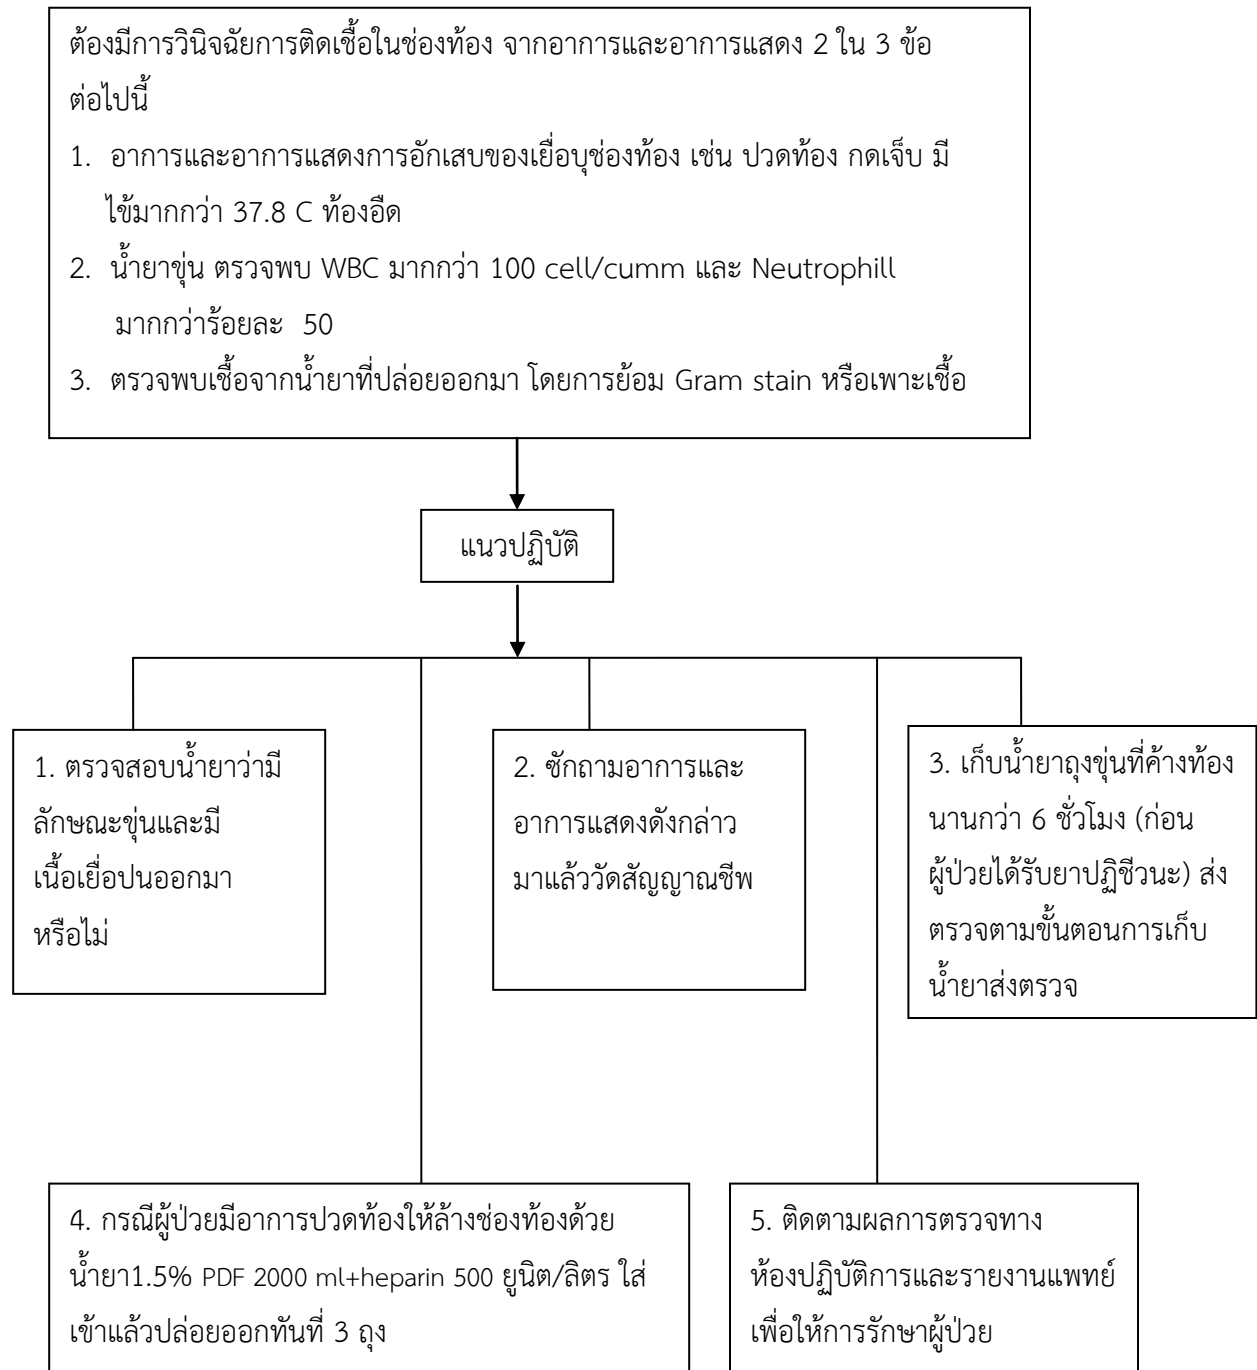 ต้องมีการวินิจฉัยการติดเชื้อในช่องท้อง จากอาการและอาการแสดง 2 ใน 3 ข้อ
ต่อไปนี้
1. อาการและอาการแสดงการอักเสบของเยื่อบุช่องท้อง เช่น ปวดท้อง กดเจ็บ มี
ไข้มากกว่า 37.8 C ท้องอืด
2. น้ำยาขุ่น ตรวจพบ WBC มากกว่า 100 cell/cumm และ Neutrophill
มากกว่าร้อยละ 50
3. ตรวจพบเชื้อจากน้ำยาที่ปล่อยออกมา โดยการย้อม Gram stain หรือเพาะเชื้อ
แนวปฏิบัติ
1. ตรวจสอบน้ำยาว่ามี
ลักษณะขุ่นและมี
เนื้อเยื่อปนออกมา
หรือไม่
2. ซักถามอาการและ
อาการแสดงดังกล่าว
มาแล้ววัดสัญญาณชีพ
3. เก็บน้ำยาถุงขุ่นที่ค้างท้อง
นานกว่า 6 ชั่วโมง (ก่อน
ผู้ป่วยได้รับยาปฏิชีวนะ) ส่ง
ตรวจตามขั้นตอนการเก็บ
น้ำยาส่งตรวจ
4. กรณีผู้ป่วยมีอาการปวดท้องให้ล้างช่องท้องด้วย
น้ำยา1.5% PDF 2000 ml+heparin 500 ยูนิต/ลิตร ใส่
เข้าแล้วปล่อยออกทันที 3 ถุง
5. ติดตามผลการตรวจทาง
ห้องปฏิบัติการและรายงานแพทย์
เพื่อให้การรักษาผู้ป่วย